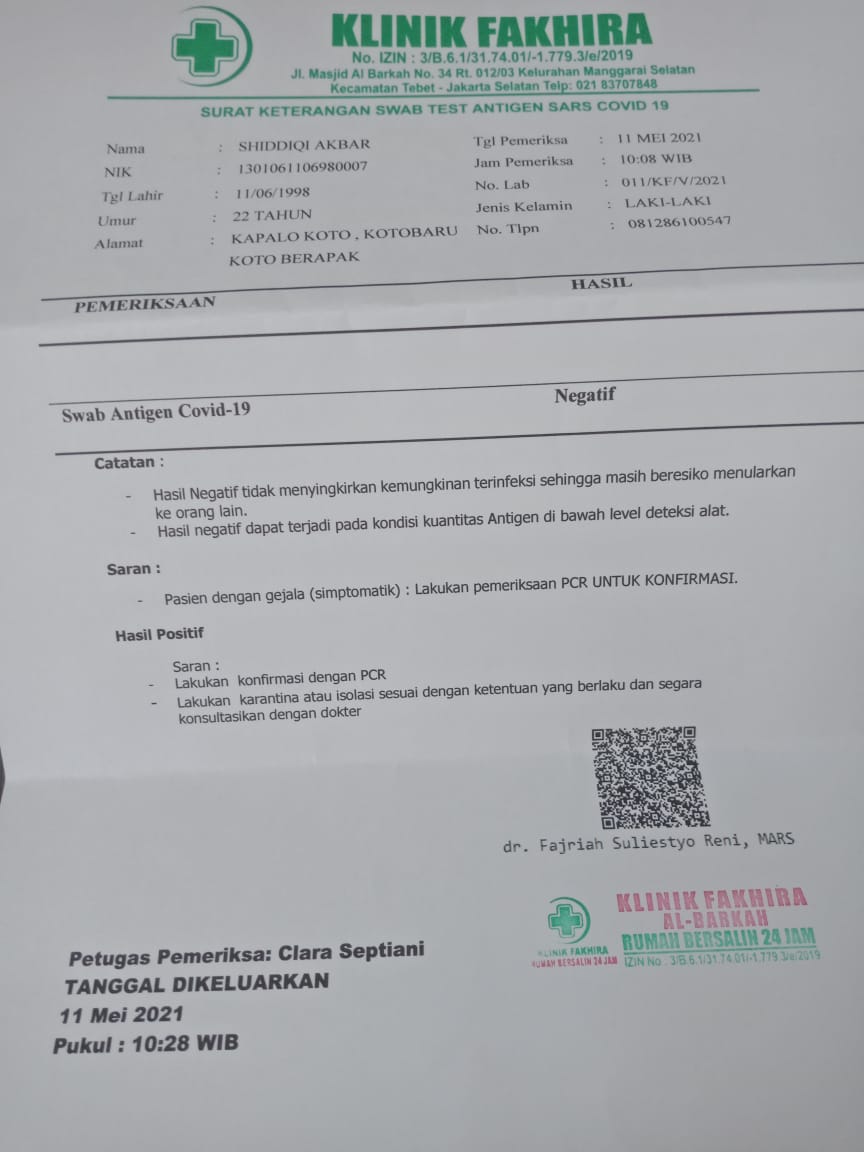 KLINIK FAKHIRA
No. IZIN : 3/B.6.1/31.74.01/-1.779.3/e/2019
Jl. Masjid Al Barkah No. 34 Rt. 012/03 Kelurahan Manggarai Selatan
Kecamatan Tebet - Jakarta Selatan Telp: 021 83707848
SURAT KETERANGAN SWAB TEST ANTIGEN SARS COVID 19
Nama : SHIDDIQI AKBAR Tgl Pemeriksa : 11 MEI 2021
NIK : 1301061106980007 Jam Pemeriksa : 10:08 WIB
Tgl Lahir : 11/06/1998 No. Lab : 011/KF/V/2021
Umur : 22 TAHUN Jenis Kelamin : LAKI-LAKI
Alamat : KAPALO KOTO , KOTOBARU No. Tlpn : 081286100547
KOTO BERAPAK
PEMERIKSAAN HASIL
Swab Antigen Covid-19 Negatif
Catatan :
- Hasil Negatif tidak menyingkirkan kemungkinan terinfeksi sehingga masih beresiko menularkan
ke orang lain.
- Hasil negatif dapat terjadi pada kondisi kuantitas Antigen di bawah level deteksi alat.
Saran :
- Pasien dengan gejala (simptomatik) : Lakukan pemeriksaan PCR UNTUK KONFIRMASI.
Hasil Positif
Saran :
- Lakukan konfirmasi dengan PCR
- Lakukan karantina atau isolasi sesuai dengan ketentuan yang berlaku dan segara
konsultasikan dengan dokter
dr. Fajriah Suliestyo Reni, MARS
KLINIK FAKHIRA
AL-BARKAH
RUMAH BERSALIN 24 JAM
IZIN No : 3/B.6.1/31.74.01/-1.779.3/e/2019
KLINIK FAKHIRA
RUMAH BERSALIN 24 JAM
Petugas Pemeriksa: Clara Septiani
TANGGAL DIKELUARKAN
11 Mei 2021
Pukul : 10:28 WIB